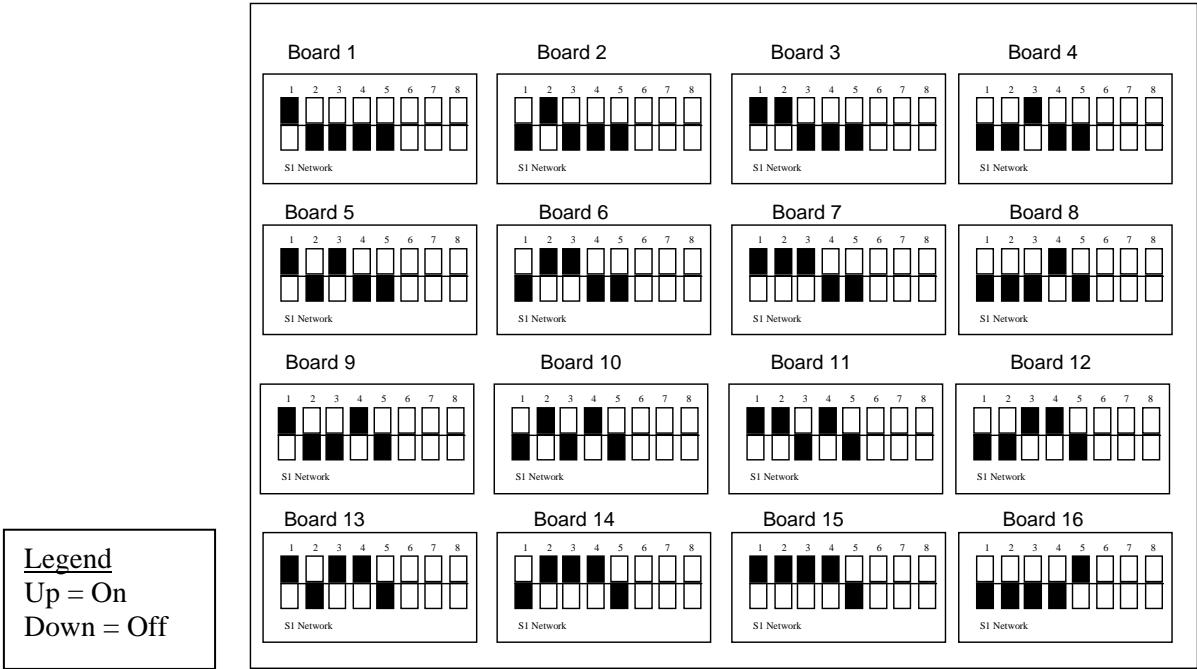 Board 1 Board 2 Board 3 Board 4
1 2 3 4 5 6 7 8 1 2 3 4 5 6 7 8 1 2 3 4 5 6 7 8 1 2 3 4 5 6 7 8
S1 Network S1 Network S1 Network S1 Network
Board 5 Board 6 Board 7 Board 8
1 2 3 4 5 6 7 8 1 2 3 4 5 6 7 8 1 2 3 4 5 6 7 8 1 2 3 4 5 6 7 8
S1 Network S1 Network S1 Network S1 Network
Board 9 Board 10 Board 11 Board 12
1 2 3 4 5 6 7 8 1 2 3 4 5 6 7 8 1 2 3 4 5 6 7 8 1 2 3 4 5 6 7 8
S1 Network S1 Network S1 Network S1 Network
Board 13 Board 14 Board 15 Board 16
1 2 3 4 5 6 7 8 1 2 3 4 5 6 7 8 1 2 3 4 5 6 7 8 1 2 3 4 5 6 7 8
S1 Network S1 Network S1 Network S1 Network
Legend
Up = On
Down = Off